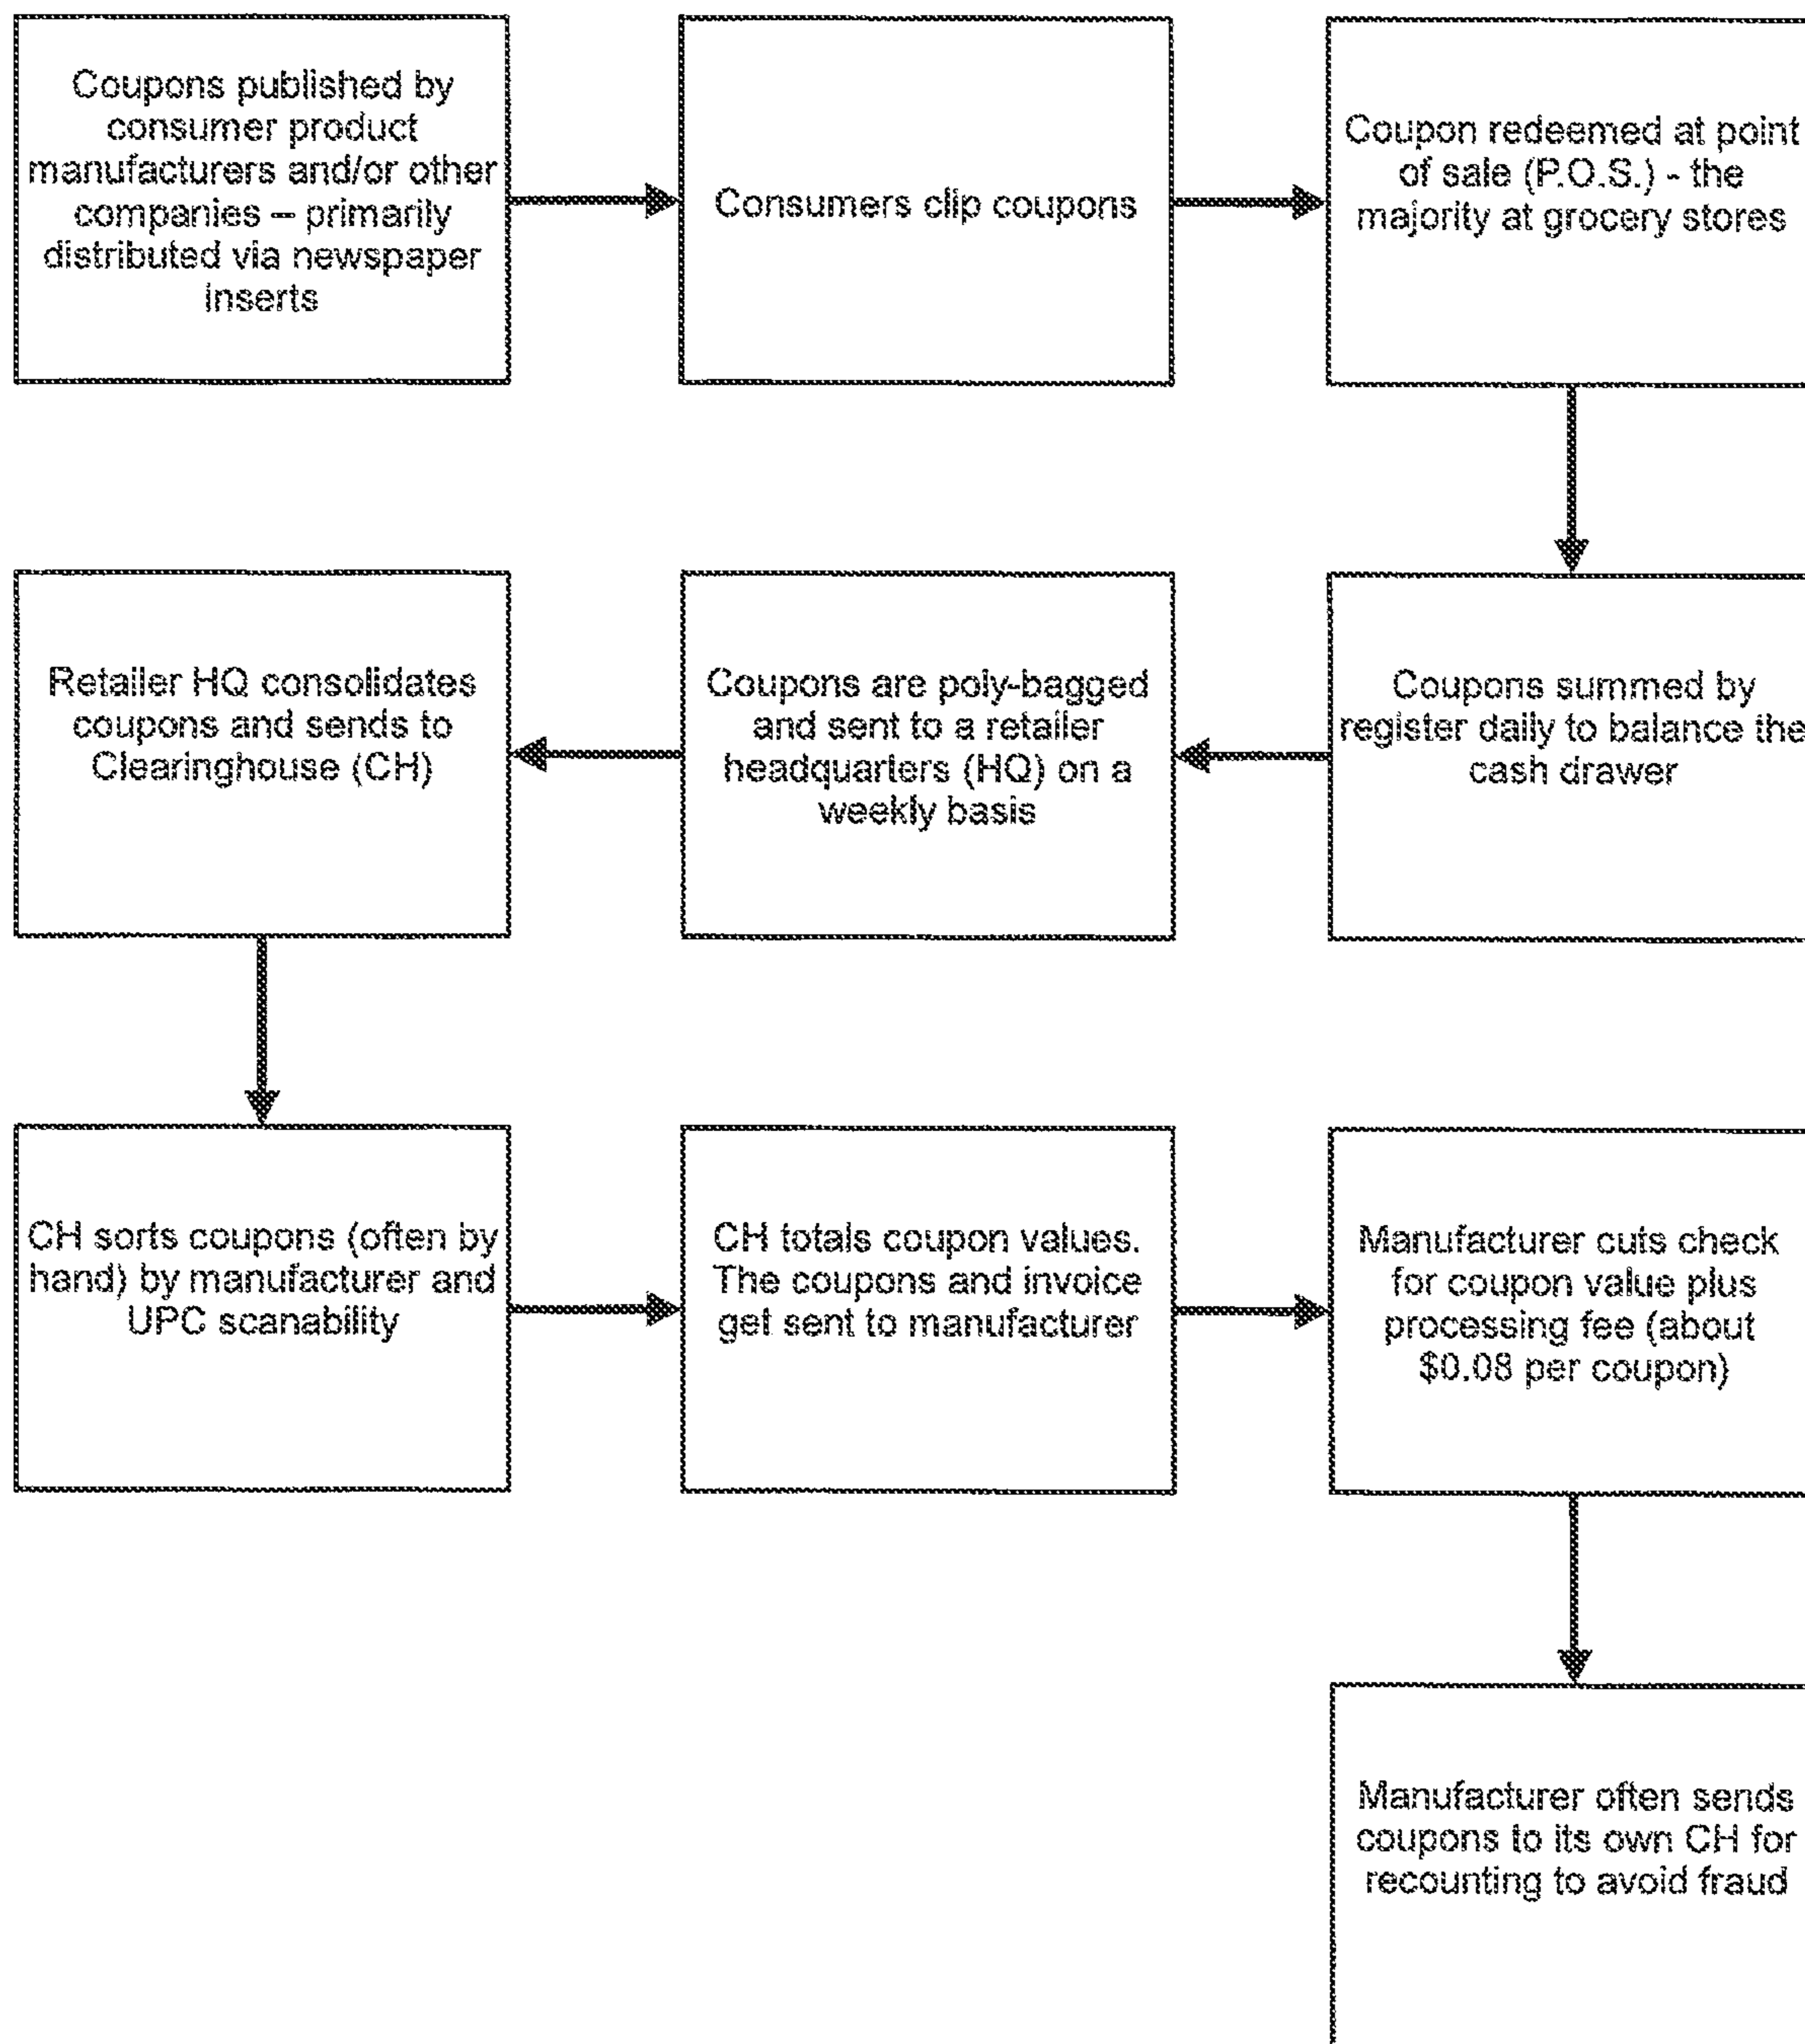 Coupons published by
consumer product
manufacturers and/or other
companies – primarily
distributed via newspaper
inserts
Consumers clip coupons
Coupon redeemed at point
of sale (P.O.S.) - the
majority at grocery stores
Coupons summed by
register daily to balance the
cash drawer
Coupons are poly-bagged
and sent to a retailer
headquarters (HQ) on a
weekly basis
Retailer HQ consolidates
coupons and sends to
Clearinghouse (CH)
CH sorts coupons (often by
hand) by manufacturer and
UPC scanability
CH totals coupon values.
The coupons and invoice
get sent to manufacturer
Manufacturer cuts check
for coupon value plus
processing fee (about
$0.08 per coupon)
Manufacturer often sends
coupons to its own CH for
recounting to avoid fraud